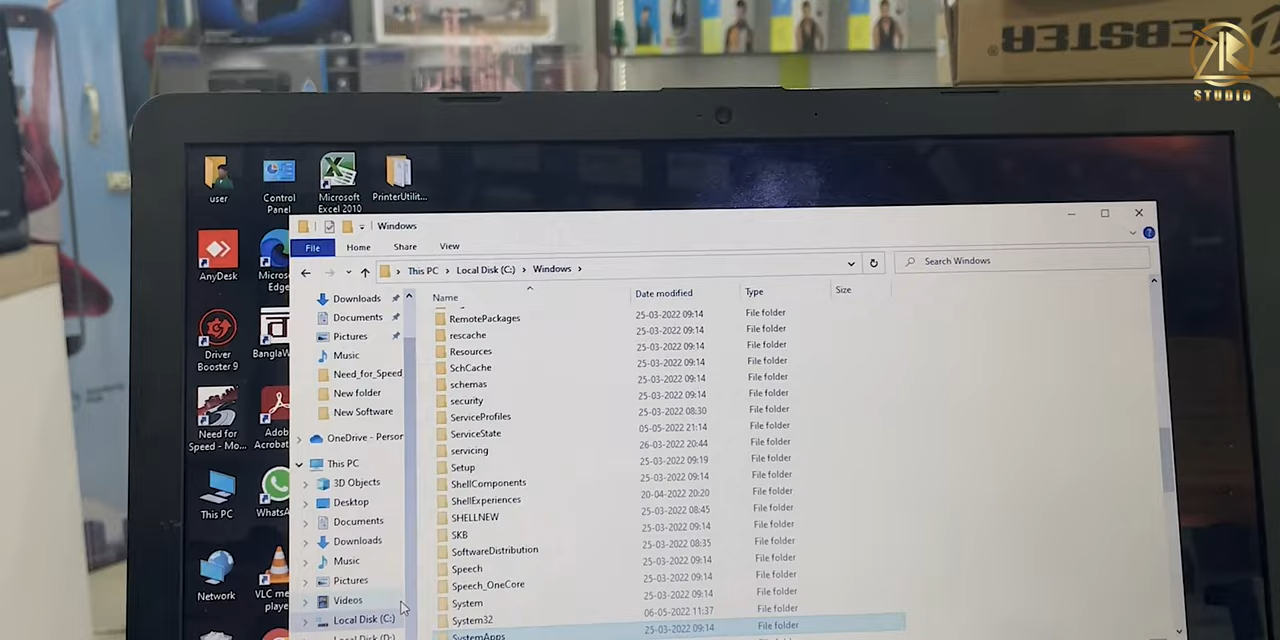 ZEBSTER
®
STUDIO
user
Control
Panel
Microsoft
Excel 2010
PrinterUtilit...
AnyDesk
Micros
Edge
Driver
Booster 9
BanglaW
Need for
Speed - Mo...
Adob
Acrobat
This PC
WhatsA
Network
VLC me
player
Windows
File
Home
Share
View
This PC
Local Disk (C:)
Windows
Search Windows
Downloads
Documents
Pictures
Music
Need_for_Speed
New folder
New Software
OneDrive - Person
This PC
3D Objects
Desktop
Documents
Downloads
Music
Pictures
Videos
Local Disk (C:)
Local Disk (D:)
Name Date modified Type Size
RemotePackages 25-03-2022 09:14 File folder
rescache 25-03-2022 09:14 File folder
Resources 25-03-2022 09:14 File folder
SchCache 25-03-2022 09:14 File folder
schemas 25-03-2022 09:14 File folder
security 25-03-2022 09:14 File folder
ServiceProfiles 25-03-2022 08:30 File folder
ServiceState 05-05-2022 21:14 File folder
servicing 26-03-2022 20:44 File folder
Setup 25-03-2022 09:19 File folder
ShellComponents 25-03-2022 09:14 File folder
ShellExperiences 20-04-2022 20:20 File folder
SHELLNEW 25-03-2022 08:45 File folder
SKB 25-03-2022 09:14 File folder
SoftwareDistribution 25-03-2022 08:35 File folder
Speech 25-03-2022 09:14 File folder
Speech_OneCore 25-03-2022 09:14 File folder
System 25-03-2022 09:14 File folder
System32 06-05-2022 11:37 File folder
SystemApps 25-03-2022 09:14 File folder